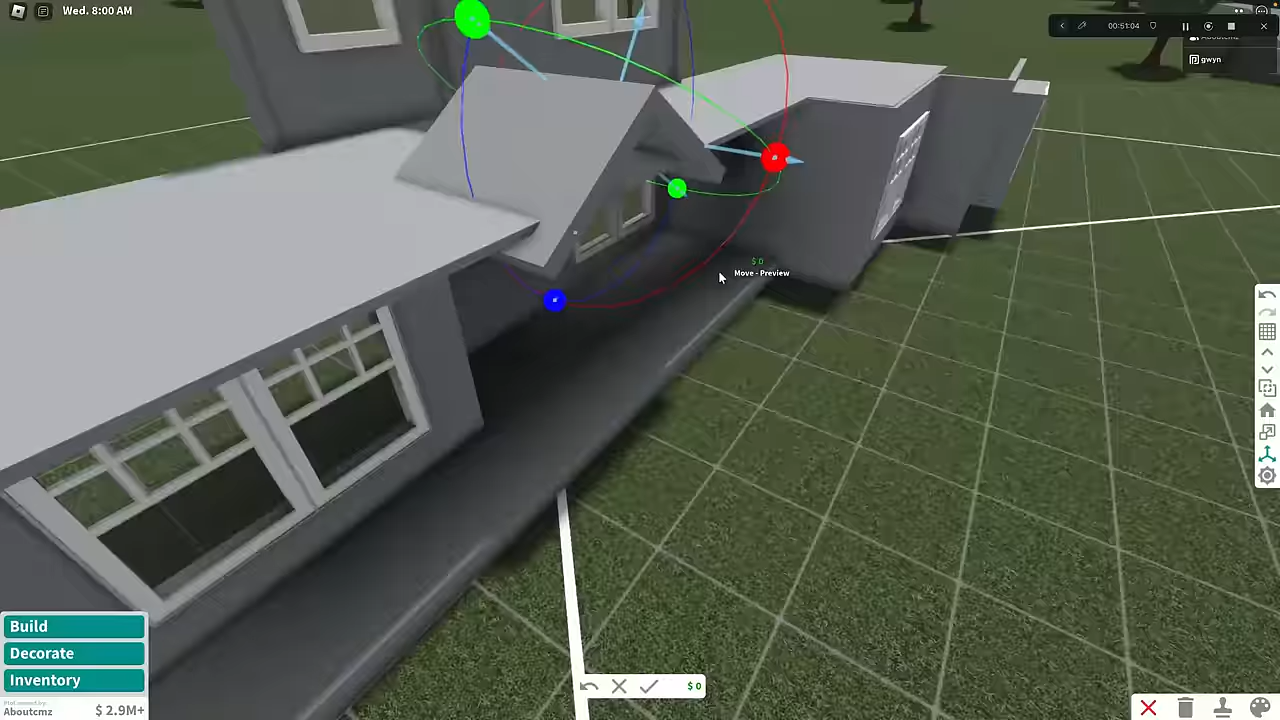 Wed. 8:00 AM
00:51:04
gwyn
$ 0
Move - Preview
Build
Decorate
Inventory
Aboutcmz
$ 2.9M+
$ 0